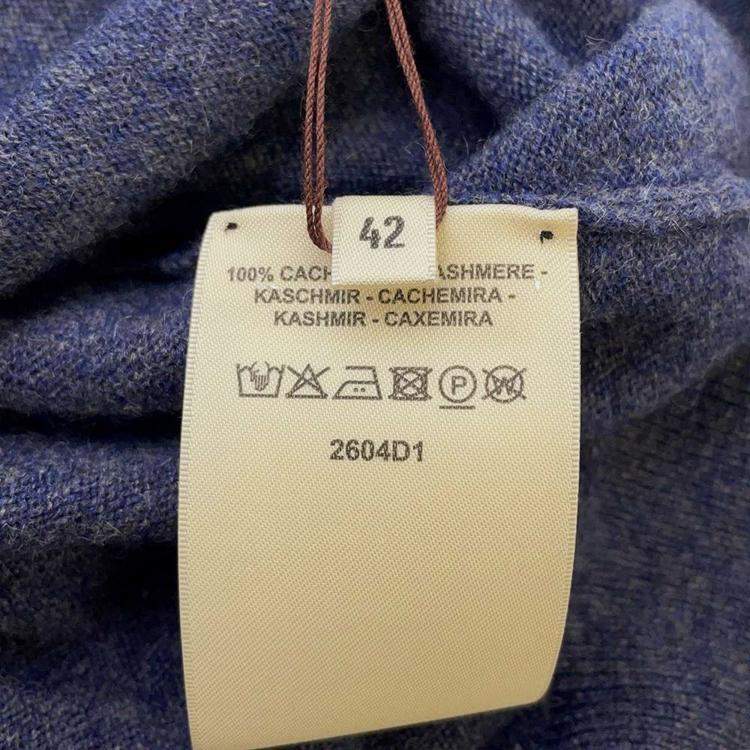 42
100% CACH ASHMERE -
KASCHMIR - CACHEMIRA -
KASHMIR - CAXEMIRA
P W
2604D1